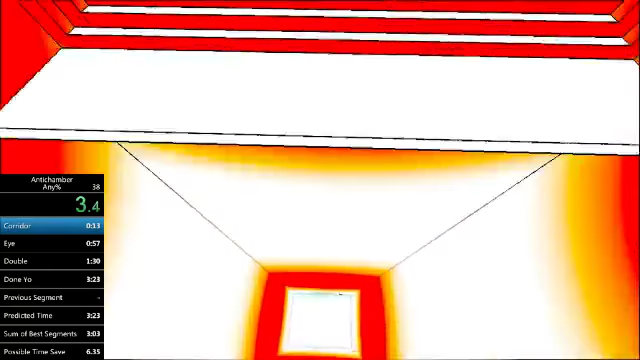 Antichamber
Any% 38
3.4
Corridor 0:13
Eye 0:57
Double 1:30
Done Yo 3:23
Previous Segment -
Predicted Time 3:23
Sum of Best Segments 3:03
Possible Time Save 6.35